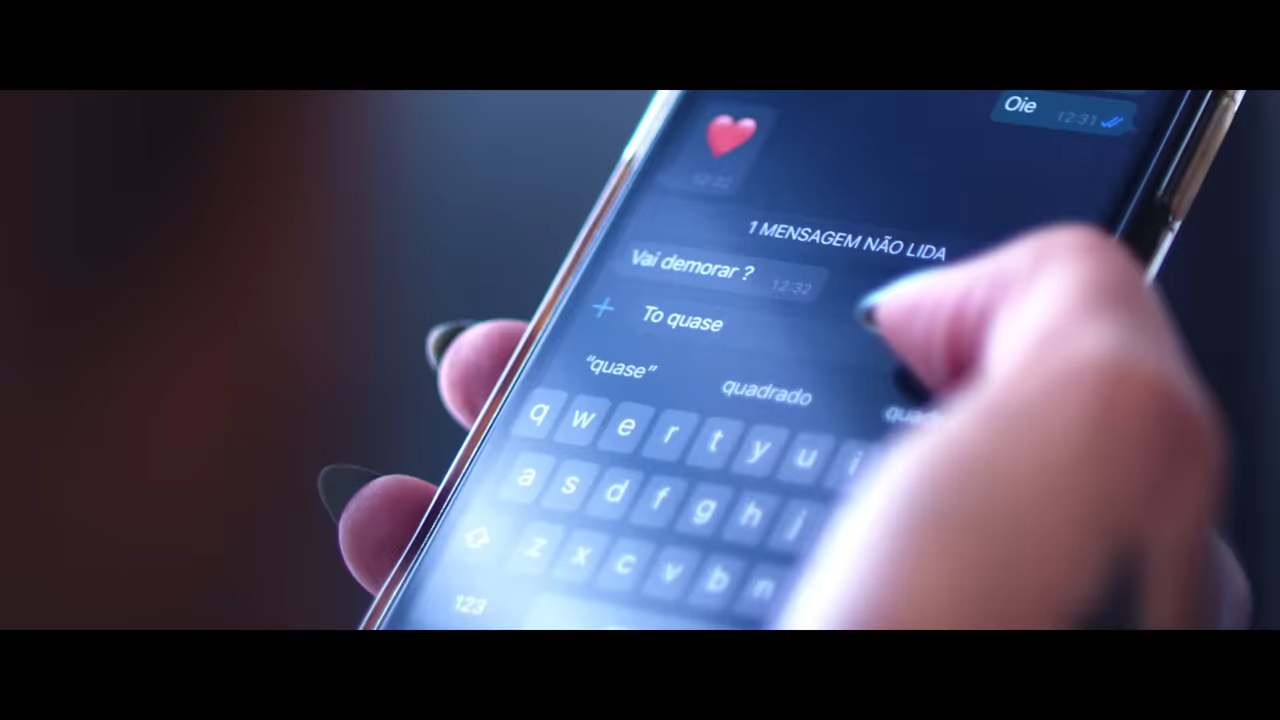 Oie 12:31
12:32
1 MENSAGEM NÃO LIDA
Vai demorar ? 12:32
To quase
"quase" quadrado
q w e r t y u i
a s d f g h j
z x c v b n
123